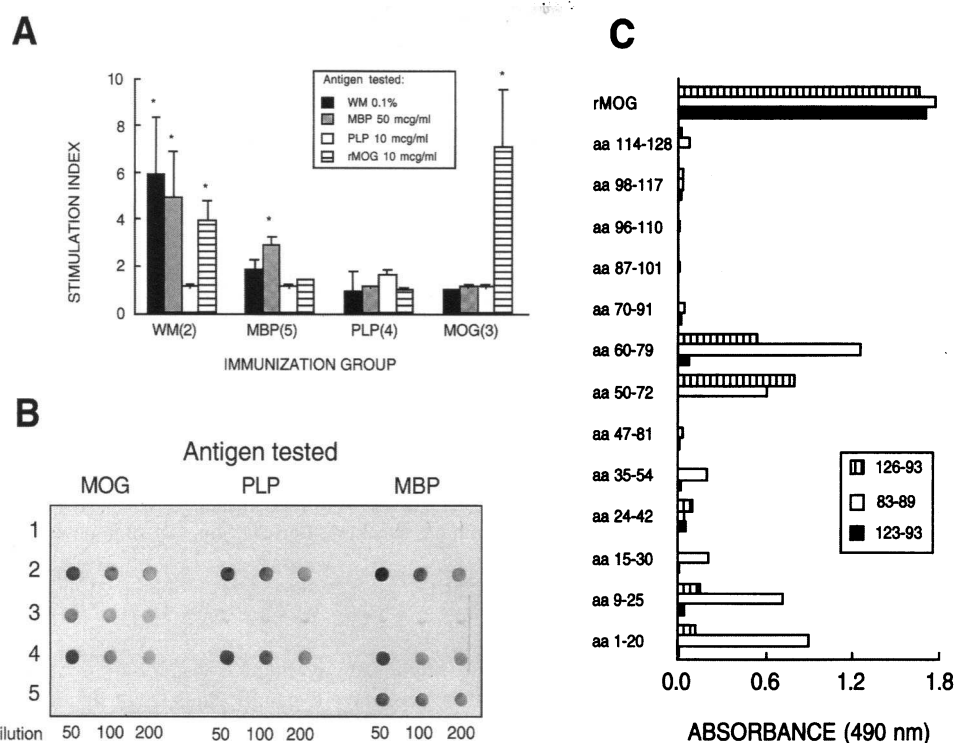 A
STIMULATION INDEX
10
8
6
4
2
0
Antigen tested:
WM 0.1%
MBP 50 mcg/ml
PLP 10 mcg/ml
rMOG 10 mcg/ml
*
*
*
*
*
WM(2)
MBP(5)
PLP(4)
MOG(3)
IMMUNIZATION GROUP
B
Antigen tested
MOG PLP MBP
1
2
3
4
5
ilution 50 100 200 50 100 200 50 100 200
C
rMOG
aa 114-128
aa 98-117
aa 96-110
aa 87-101
aa 70-91
aa 60-79
aa 50-72
aa 47-81
aa 35-54
aa 24-42
aa 15-30
aa 9-25
aa 1-20
126-93
83-89
123-93
0.0 0.6 1.2 1.8
ABSORBANCE (490 nm)